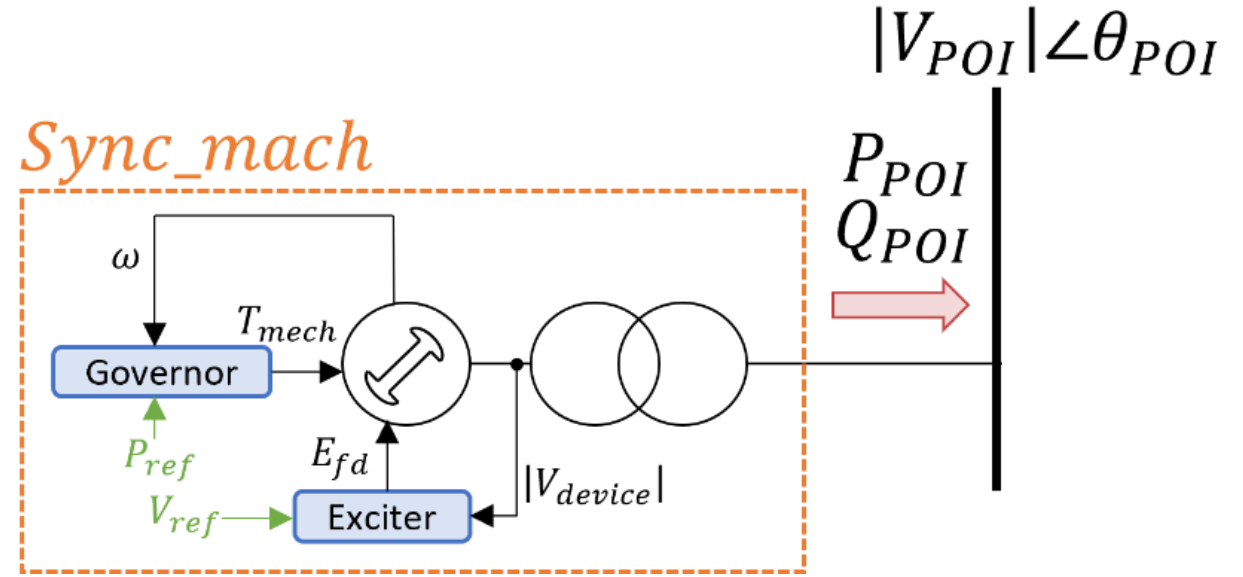 |V_POI|∠θ_POI
Sync_mach
P_POI
Q_POI
ω
T_mech
Governor
P_ref
E_fd
|V_device|
V_ref
Exciter